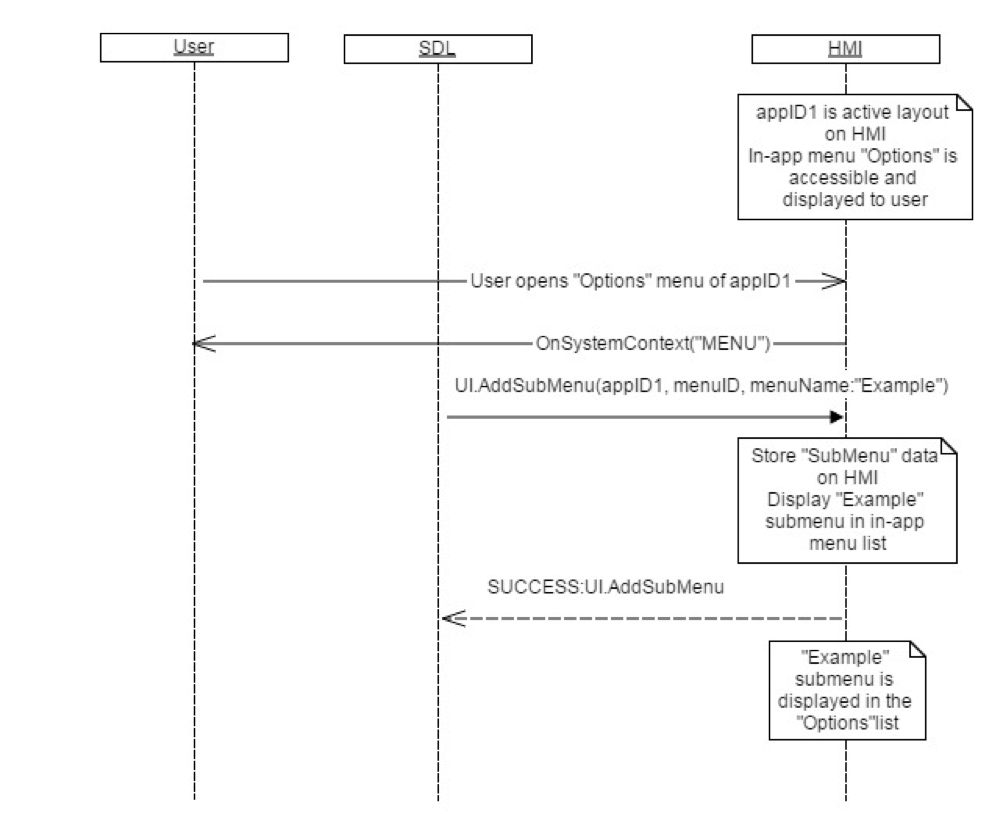 User
SDL
HMI
appID1 is active layout
on HMI
In-app menu "Options" is
accessible and
displayed to user
User opens "Options" menu of appID1
OnSystemContext("MENU")
UI.AddSubMenu(appID1, menuID, menuName:"Example")
Store "SubMenu" data
on HMI
Display "Example"
submenu in in-app
menu list
SUCCESS:UI.AddSubMenu
"Example"
submenu is
displayed in the
"Options"list